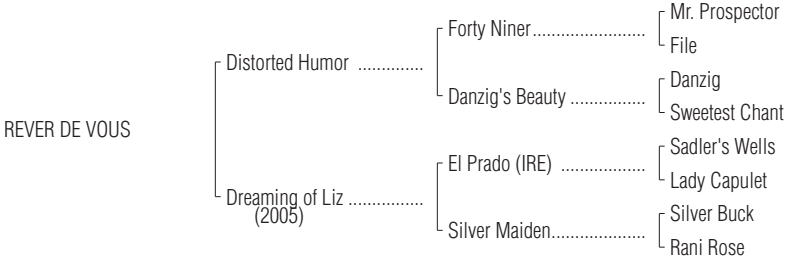 Mr. Prospector
Forty Niner........................
File
Distorted Humor ..............
Danzig
Danzig's Beauty ................
Sweetest Chant
REVER DE VOUS
Sadler's Wells
El Prado (IRE) ..................
Lady Capulet
Dreaming of Liz ................
(2005)
Silver Buck
Silver Maiden....................
Rani Rose